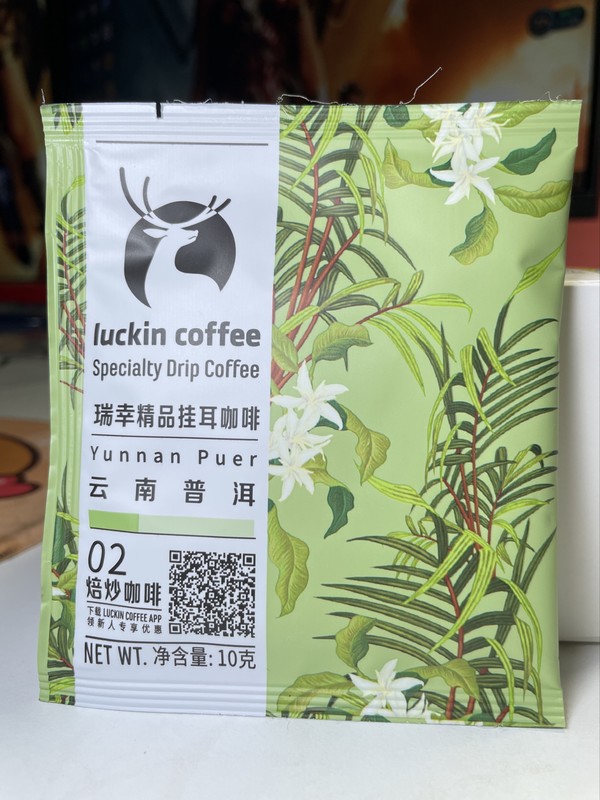 luckin coffee
Specialty Drip Coffee
瑞幸精品挂耳咖啡
Yunnan Puer
云南普洱
02
焙炒咖啡
下载 LUCKIN COFFEE APP
领新人专享优惠
NET WT. 净含量: 10克